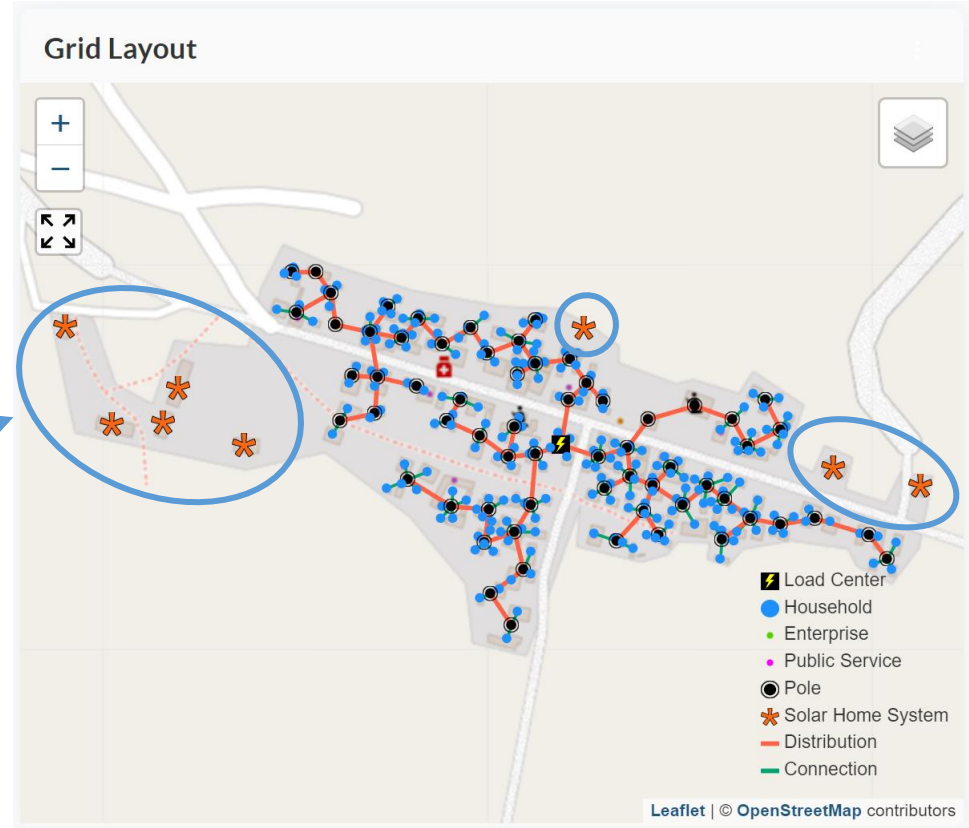 Grid Layout
+
−
Load Center
Household
Enterprise
Public Service
Pole
Solar Home System
Distribution
Connection
Leaflet | © OpenStreetMap contributors